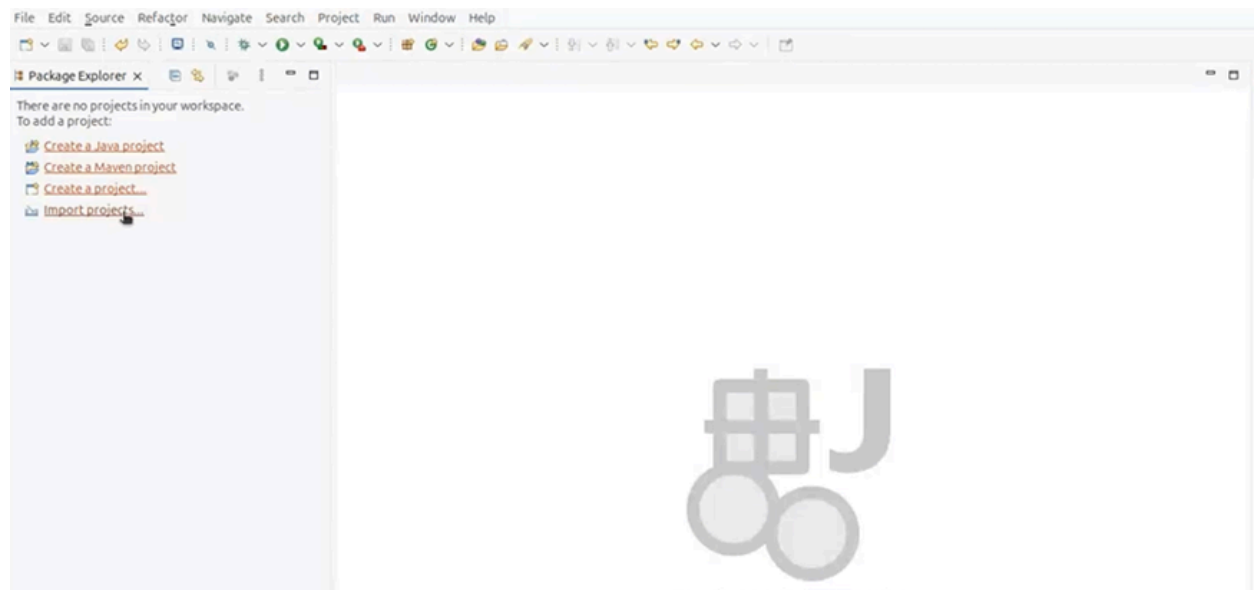 File Edit Source Refactor Navigate Search Project Run Window Help
Package Explorer
There are no projects in your workspace.
To add a project:
Create a Java project
Create a Maven project
Create a project...
Import projects...
J